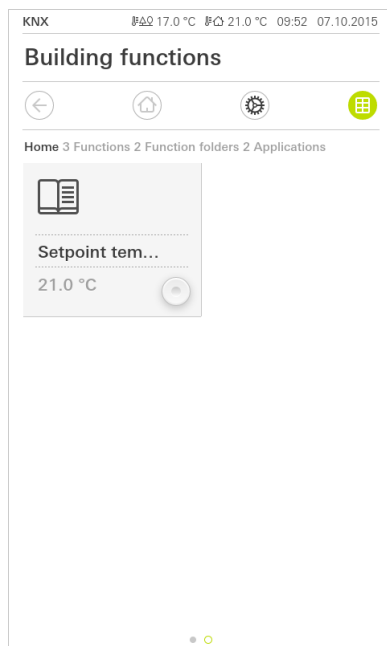 KNX 17.0 °C 21.0 °C 09:52 07.10.2015
Building functions
Home 3 Functions 2 Function folders 2 Applications
Setpoint tem...
21.0 °C